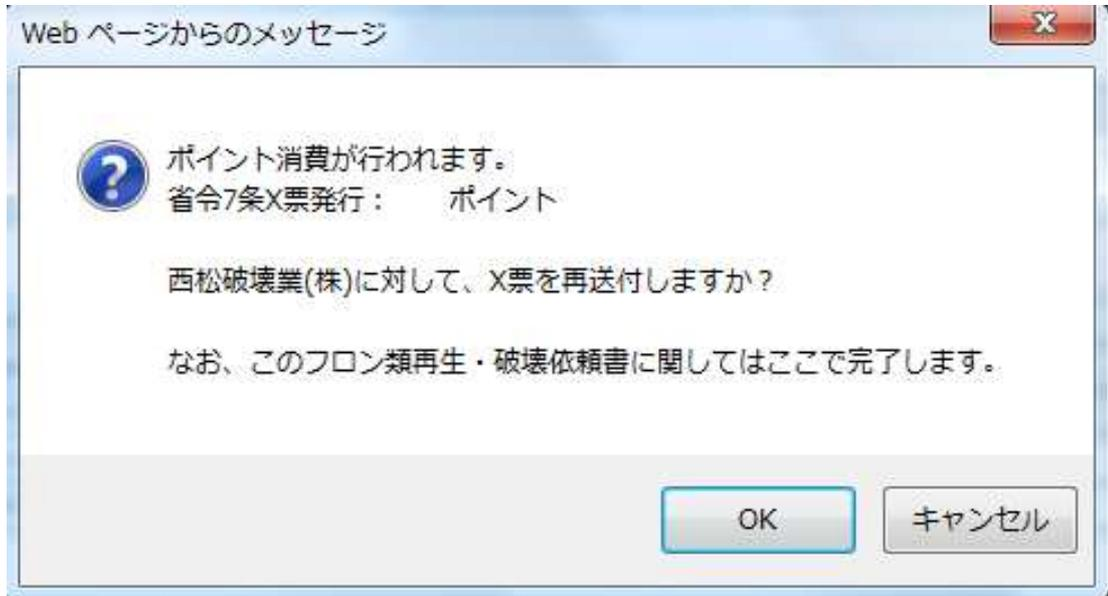 Web ページからのメッセージ
ポイント消費が行われます。
省令7条X票発行：　　ポイント
西松破壊業(株)に対して、X票を再送付しますか？
なお、このフロン類再生・破壊依頼書に関してはここで完了します。
OK
キャンセル